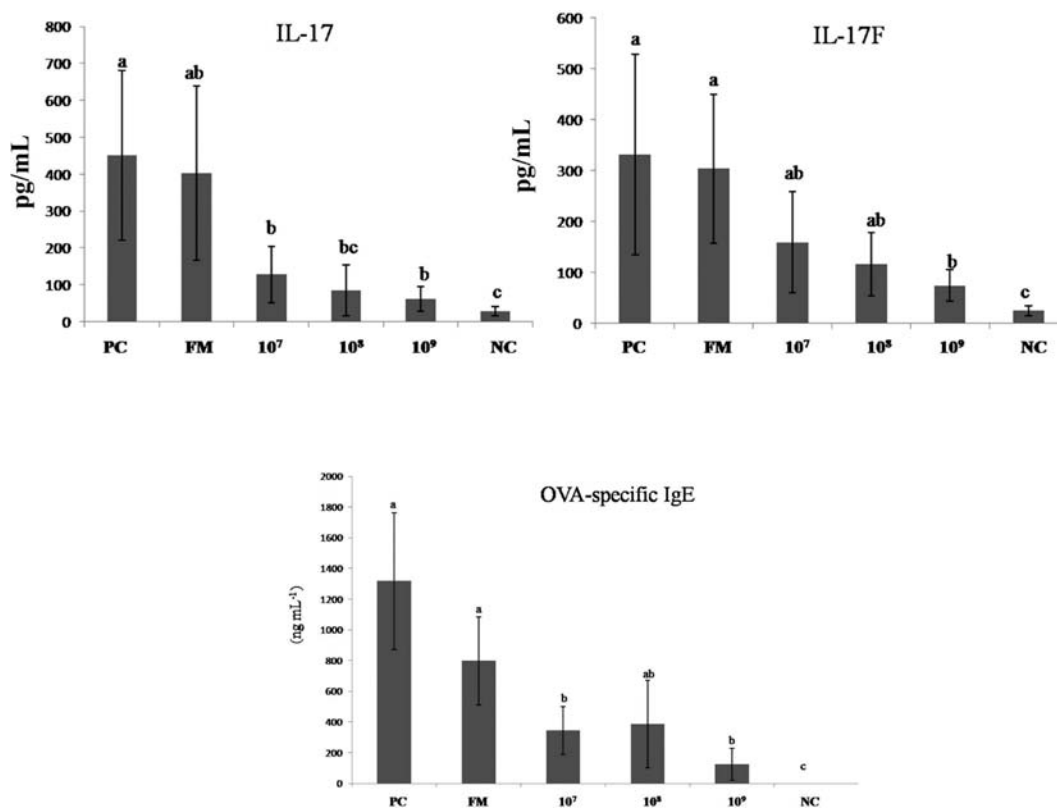 IL-17
800
700
600
500
400
300
200
100
0
pg/mL
a
ab
b
bc
b
c
PC FM 10⁷ 10⁸ 10⁹ NC
IL-17F
600
500
400
300
200
100
0
pg/mL
a
a
ab
ab
b
c
PC FM 10⁷ 10⁸ 10⁹ NC
OVA-specific IgE
2000
1800
1600
1400
1200
1000
800
600
400
200
0
(ng mL⁻¹)
a
a
b
ab
b
c
PC FM 10⁷ 10⁸ 10⁹ NC